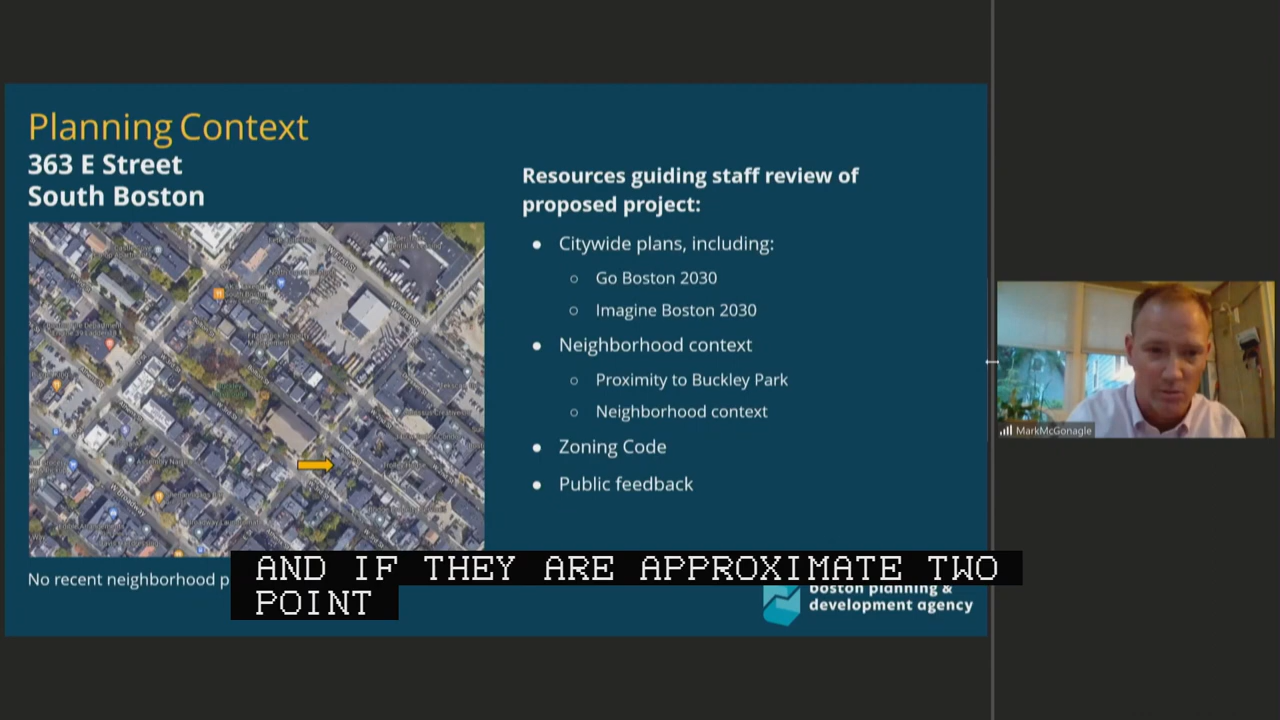 Planning Context
363 E Street
South Boston
Resources guiding staff review of
proposed project:
● Citywide plans, including:
○ Go Boston 2030
○ Imagine Boston 2030
● Neighborhood context
○ Proximity to Buckley Park
○ Neighborhood context
● Zoning Code
● Public feedback
No recent neighborhood p
AND IF THEY ARE APPROXIMATE TWO
POINT
boston planning &
development agency
MarkMcGonagle